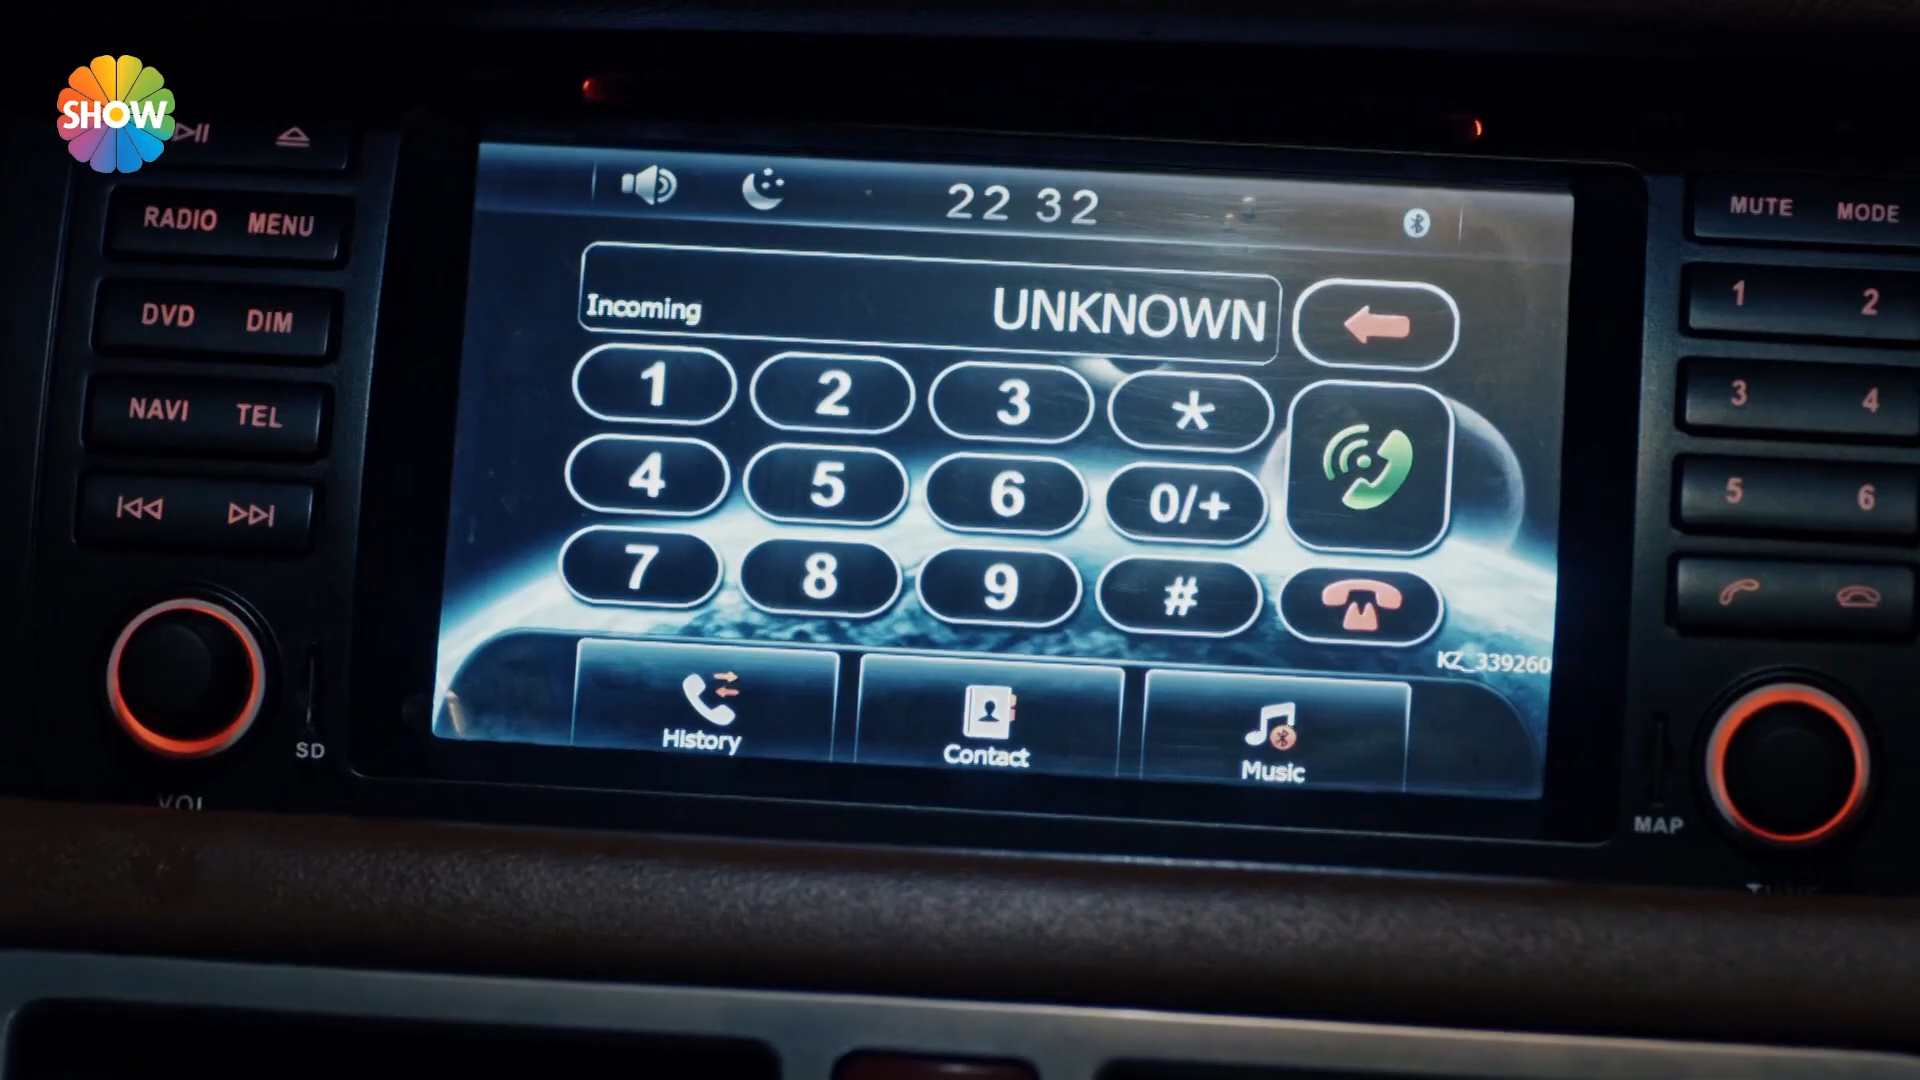 SHOW
RADIO MENU
DVD DIM
NAVI TEL
SD
VOL
22 32
Incoming UNKNOWN
1 2 3 *
4 5 6 0/+
7 8 9 #
KZ_339260
History Contact Music
MUTE MODE
1 2
3 4
5 6
MAP
TUNE